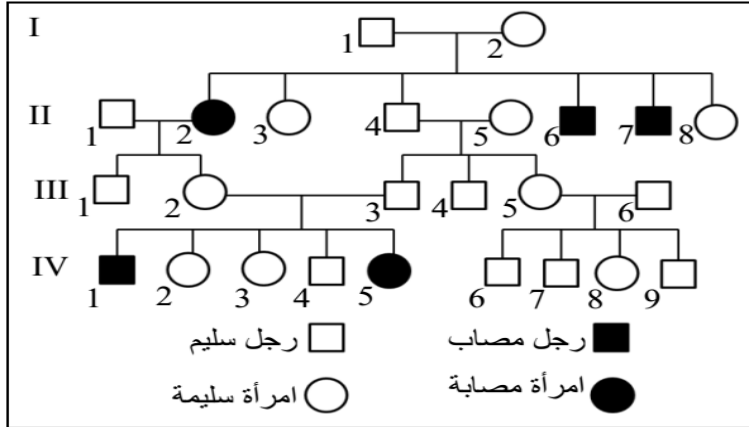 I
1 2
II
1 2 3 4 5 6 7 8
III
1 2 3 4 5 6
IV
1 2 3 4 5 6 7 8 9
رجل سليم
رجل مصاب
امرأة سليمة
امرأة مصابة